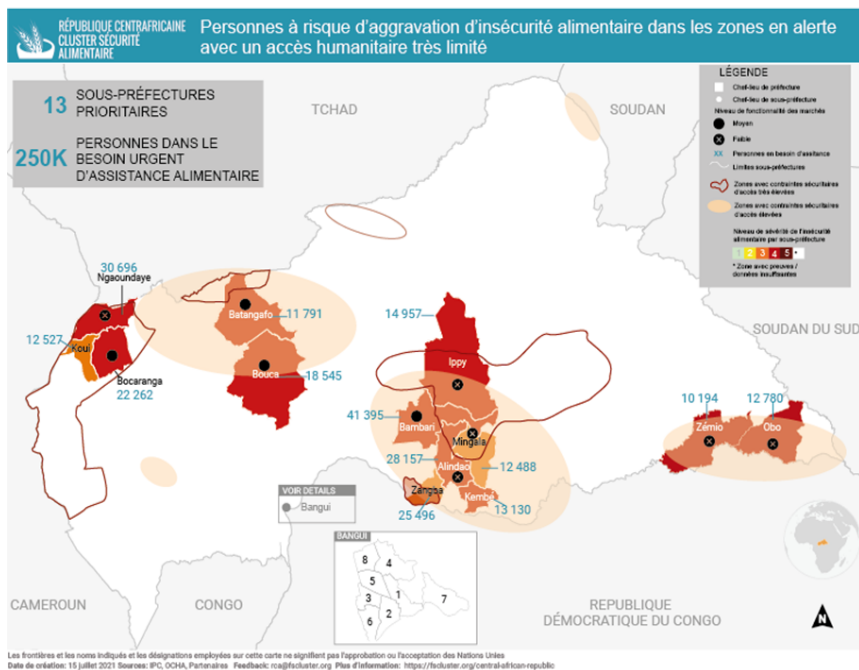 RÉPUBLIQUE CENTRAFRICAINE
CLUSTER SÉCURITÉ
ALIMENTAIRE
Personnes à risque d'aggravation d'insécurité alimentaire dans les zones en alerte
avec un accès humanitaire très limité
13 SOUS-PRÉFECTURES
PRIORITAIRES
250K PERSONNES DANS LE
BESOIN URGENT
D'ASSISTANCE ALIMENTAIRE
LÉGENDE
Chef-lieu de préfecture
Chef-lieu de sous-préfecture
Niveau de fonctionnalité des marchés
Moyen
Faible
XX Personnes en besoin d'assitance
Limites sous-préfectures
Zones avec contraintes sécuritaires
d'accès très élevées
Zones avec contraintes sécuritaires
d'accès élevées
Niveau de sévérité de l'insécurité
alimentaire par sous-préfecture
1 2 3 4 5 *
* Zone avec preuves /
données insuffisantes
TCHAD
SOUDAN
SOUDAN DU SUD
30 696
Ngaoundaye
12 527
Koui
Bocaranga
22 262
Batangafo
11 791
Bouca
18 545
14 957
Ippy
41 395
Bambari
Mingala
28 157
Alindao
12 488
Zangba
25 496
Kembé
13 130
10 194
Zémio
12 780
Obo
VOIR DETAILS
Bangui
BANGUI
8
4
5
3
1
2
6
7
CAMEROUN
CONGO
REPUBLIQUE
DÉMOCRATIQUE DU CONGO
N
Les frontières et les noms indiqués et les désignations employées sur cette carte ne signifient pas l'approbation ou l'acceptation des Nations Unies
Date de création: 15 juillet 2021 Sources: IPC, OCHA, Partenaires Feedback: rca@fscluster.org Plus d'information: https://fscluster.org/central-african-republic